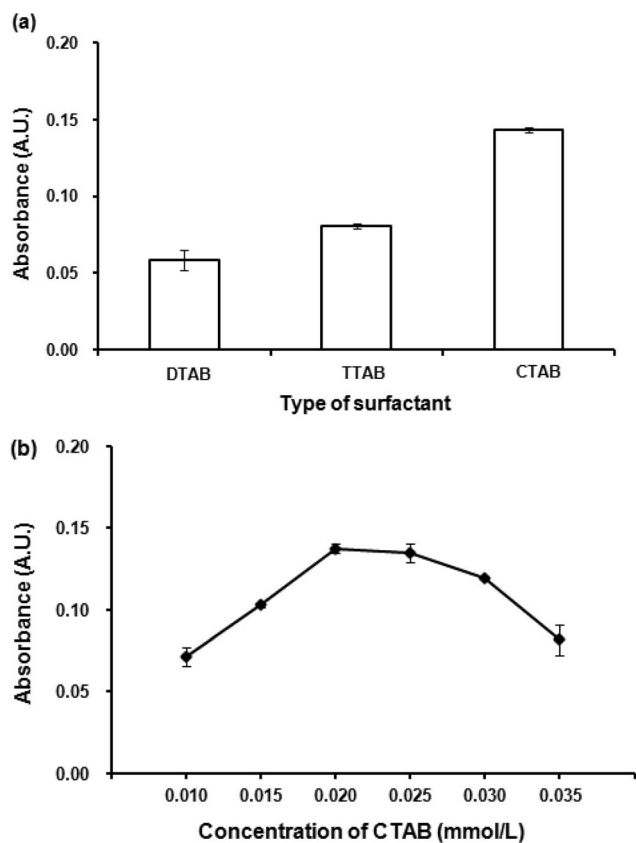 (a)
0.20
0.15
0.10
0.05
0.00
Absorbance (A.U.)
DTAB TTAB CTAB
Type of surfactant
(b)
0.20
0.15
0.10
0.05
0.00
Absorbance (A.U.)
0.010 0.015 0.020 0.025 0.030 0.035
Concentration of CTAB (mmol/L)